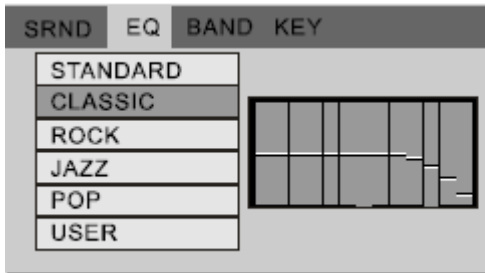 SRND EQ BAND KEY
STANDARD
CLASSIC
ROCK
JAZZ
POP
USER